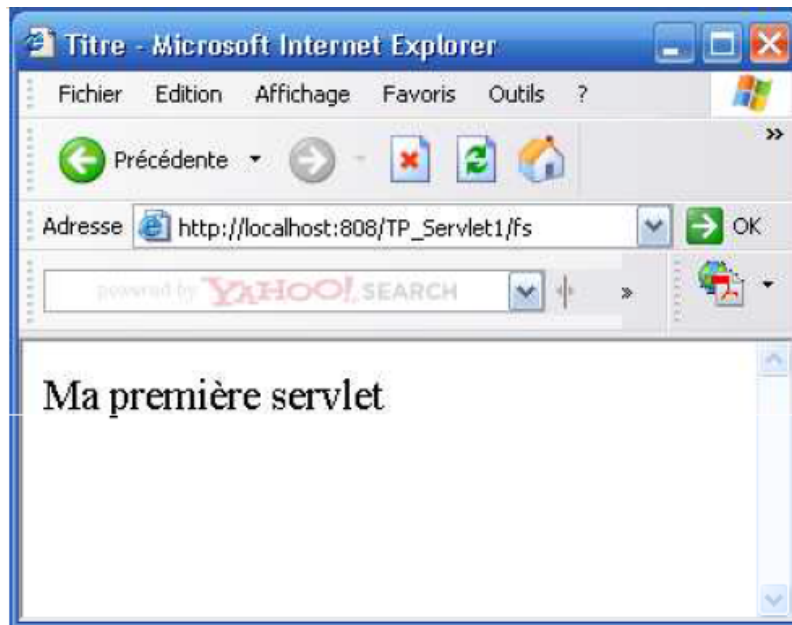 Titre - Microsoft Internet Explorer
Fichier Edition Affichage Favoris Outils ?
Précédente
Adresse http://localhost:808/TP_Servlet1/fs OK
powered by YAHOO! SEARCH
Ma première servlet